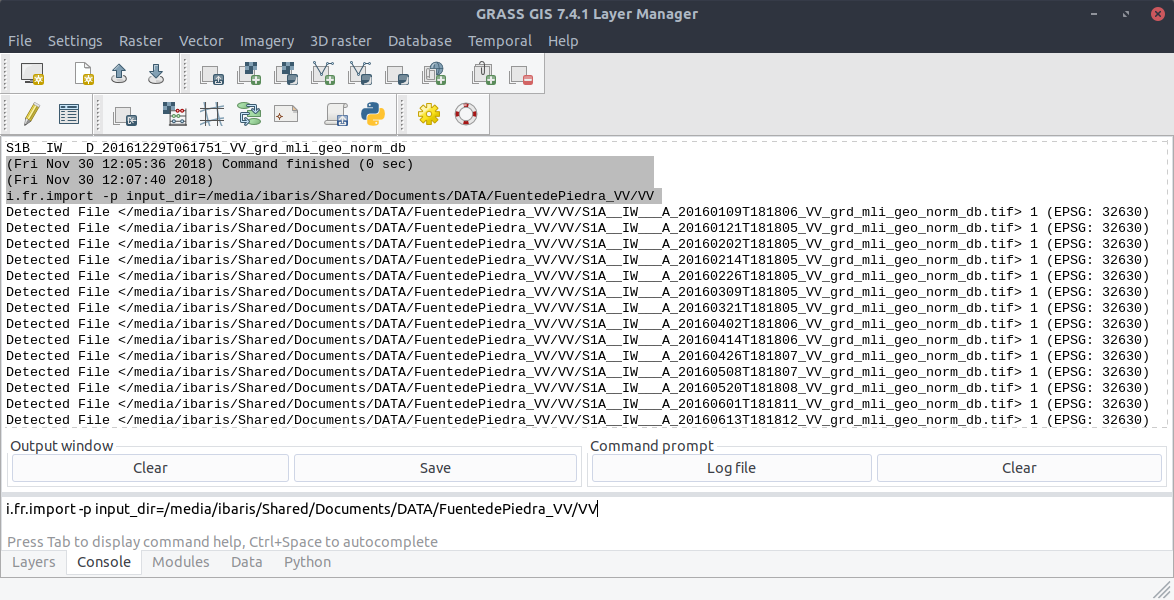 GRASS GIS 7.4.1 Layer Manager
File Settings Raster Vector Imagery 3D raster Database Temporal Help
S1B__IW___D_20161229T061751_VV_grd_mli_geo_norm_db
(Fri Nov 30 12:05:36 2018) Command finished (0 sec)
(Fri Nov 30 12:07:40 2018)
i.fr.import -p input_dir=/media/ibaris/Shared/Documents/DATA/FuentedePiedra_VV/VV
Detected File </media/ibaris/Shared/Documents/DATA/FuentedePiedra_VV/VV/S1A__IW___A_20160109T181806_VV_grd_mli_geo_norm_db.tif> 1 (EPSG: 32630)
Detected File </media/ibaris/Shared/Documents/DATA/FuentedePiedra_VV/VV/S1A__IW___A_20160121T181805_VV_grd_mli_geo_norm_db.tif> 1 (EPSG: 32630)
Detected File </media/ibaris/Shared/Documents/DATA/FuentedePiedra_VV/VV/S1A__IW___A_20160202T181805_VV_grd_mli_geo_norm_db.tif> 1 (EPSG: 32630)
Detected File </media/ibaris/Shared/Documents/DATA/FuentedePiedra_VV/VV/S1A__IW___A_20160214T181805_VV_grd_mli_geo_norm_db.tif> 1 (EPSG: 32630)
Detected File </media/ibaris/Shared/Documents/DATA/FuentedePiedra_VV/VV/S1A__IW___A_20160226T181805_VV_grd_mli_geo_norm_db.tif> 1 (EPSG: 32630)
Detected File </media/ibaris/Shared/Documents/DATA/FuentedePiedra_VV/VV/S1A__IW___A_20160309T181805_VV_grd_mli_geo_norm_db.tif> 1 (EPSG: 32630)
Detected File </media/ibaris/Shared/Documents/DATA/FuentedePiedra_VV/VV/S1A__IW___A_20160321T181805_VV_grd_mli_geo_norm_db.tif> 1 (EPSG: 32630)
Detected File </media/ibaris/Shared/Documents/DATA/FuentedePiedra_VV/VV/S1A__IW___A_20160402T181806_VV_grd_mli_geo_norm_db.tif> 1 (EPSG: 32630)
Detected File </media/ibaris/Shared/Documents/DATA/FuentedePiedra_VV/VV/S1A__IW___A_20160414T181806_VV_grd_mli_geo_norm_db.tif> 1 (EPSG: 32630)
Detected File </media/ibaris/Shared/Documents/DATA/FuentedePiedra_VV/VV/S1A__IW___A_20160426T181807_VV_grd_mli_geo_norm_db.tif> 1 (EPSG: 32630)
Detected File </media/ibaris/Shared/Documents/DATA/FuentedePiedra_VV/VV/S1A__IW___A_20160508T181807_VV_grd_mli_geo_norm_db.tif> 1 (EPSG: 32630)
Detected File </media/ibaris/Shared/Documents/DATA/FuentedePiedra_VV/VV/S1A__IW___A_20160520T181808_VV_grd_mli_geo_norm_db.tif> 1 (EPSG: 32630)
Detected File </media/ibaris/Shared/Documents/DATA/FuentedePiedra_VV/VV/S1A__IW___A_20160601T181811_VV_grd_mli_geo_norm_db.tif> 1 (EPSG: 32630)
Detected File </media/ibaris/Shared/Documents/DATA/FuentedePiedra_VV/VV/S1A__IW___A_20160613T181812_VV_grd_mli_geo_norm_db.tif> 1 (EPSG: 32630)
Output window Command prompt
Clear Save Log file Clear
i.fr.import -p input_dir=/media/ibaris/Shared/Documents/DATA/FuentedePiedra_VV/VV
Press Tab to display command help, Ctrl+Space to autocomplete
Layers Console Modules Data Python